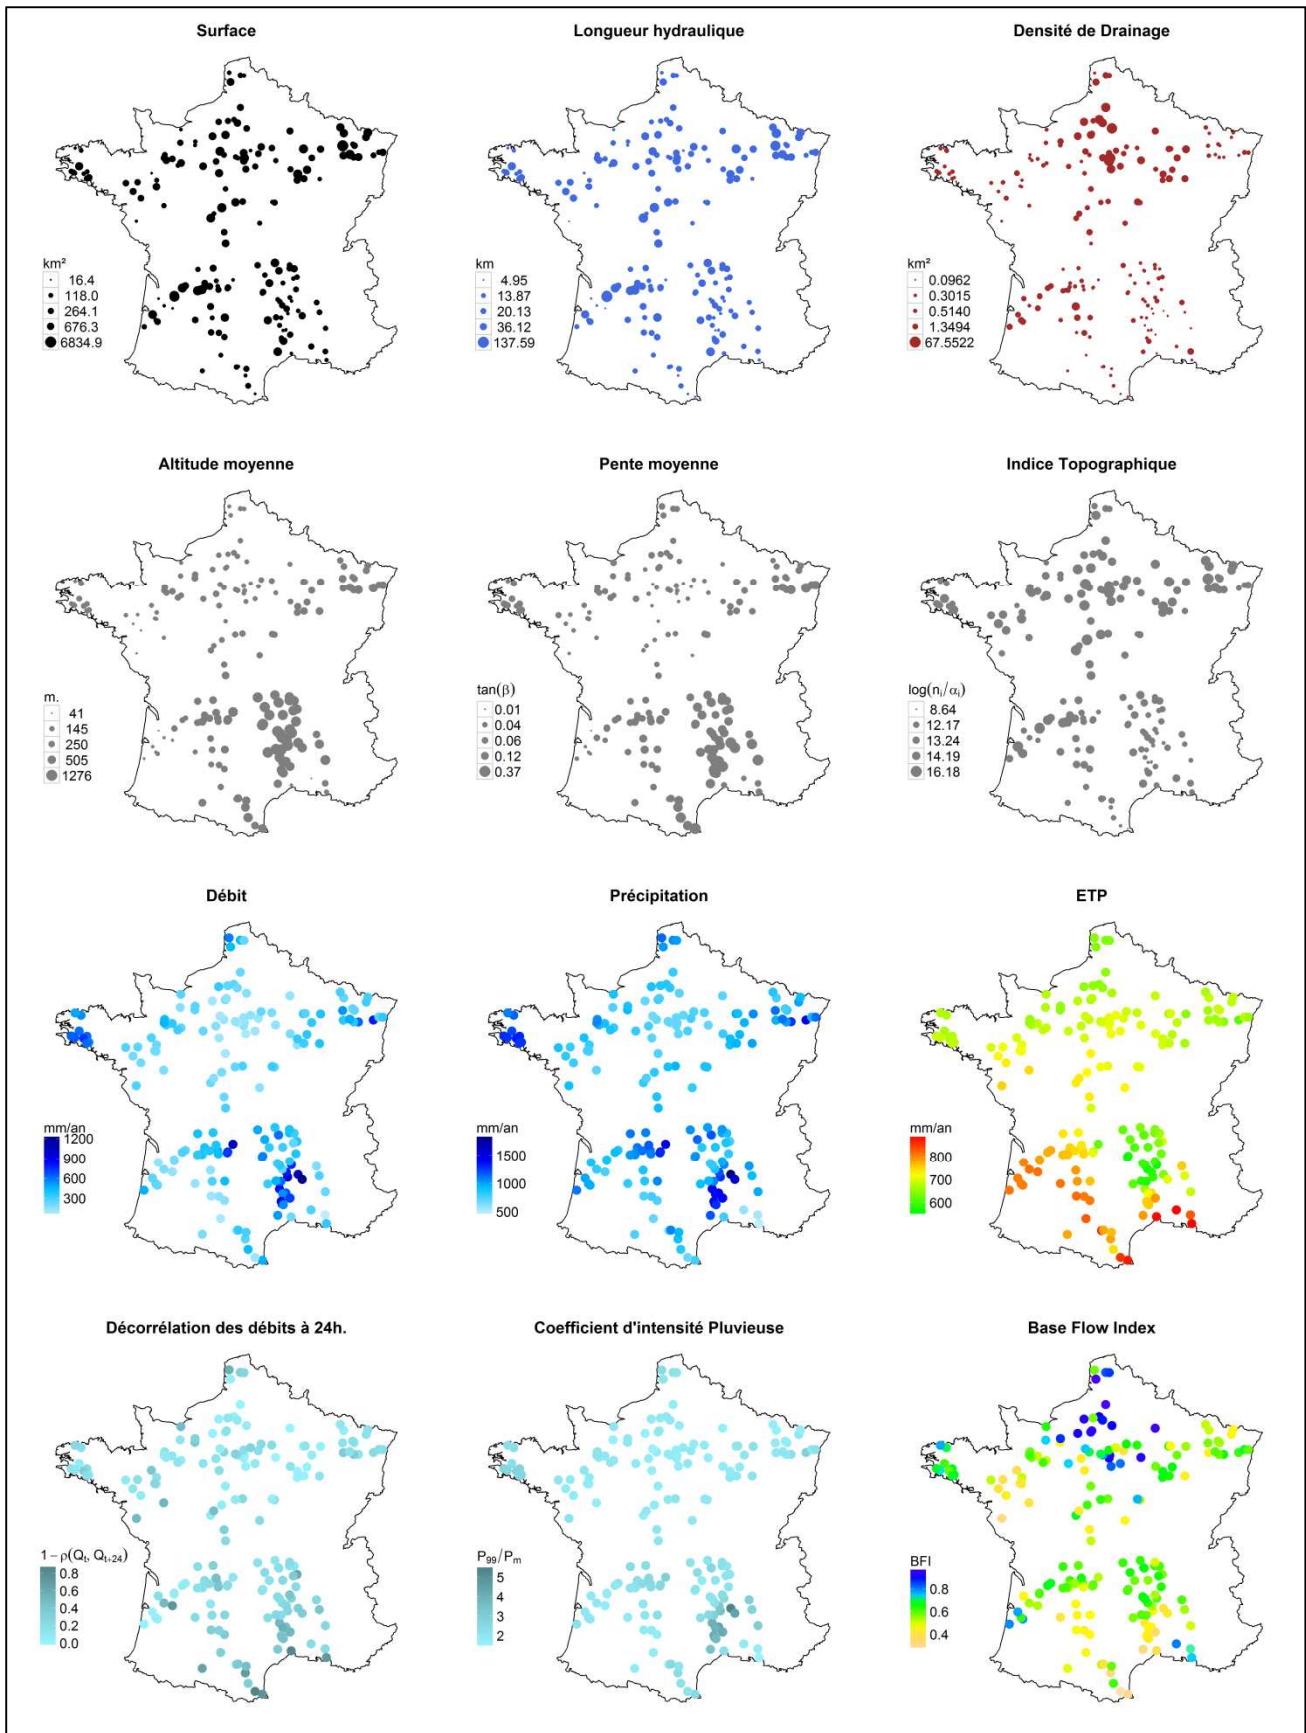 Surface
Longueur hydraulique
Densité de Drainage
km²
16.4
118.0
264.1
676.3
6834.9
km
4.95
13.87
20.13
36.12
137.59
km²
0.0962
0.3015
0.5140
1.3494
67.5522
Altitude moyenne
Pente moyenne
Indice Topographique
m.
41
145
250
505
1276
tan(β)
0.01
0.04
0.06
0.12
0.37
log(nᵢ/αᵢ)
8.64
12.17
13.24
14.19
16.18
Débit
Précipitation
ETP
mm/an
1200
900
600
300
mm/an
1500
1000
500
mm/an
800
700
600
Décorrélation des débits à 24h.
Coefficient d'intensité Pluvieuse
Base Flow Index
1−ρ(Qₜ, Qₜ₊₂₄)
0.8
0.6
0.4
0.2
0.0
P₉₉/Pₘ
5
4
3
2
BFI
0.8
0.6
0.4